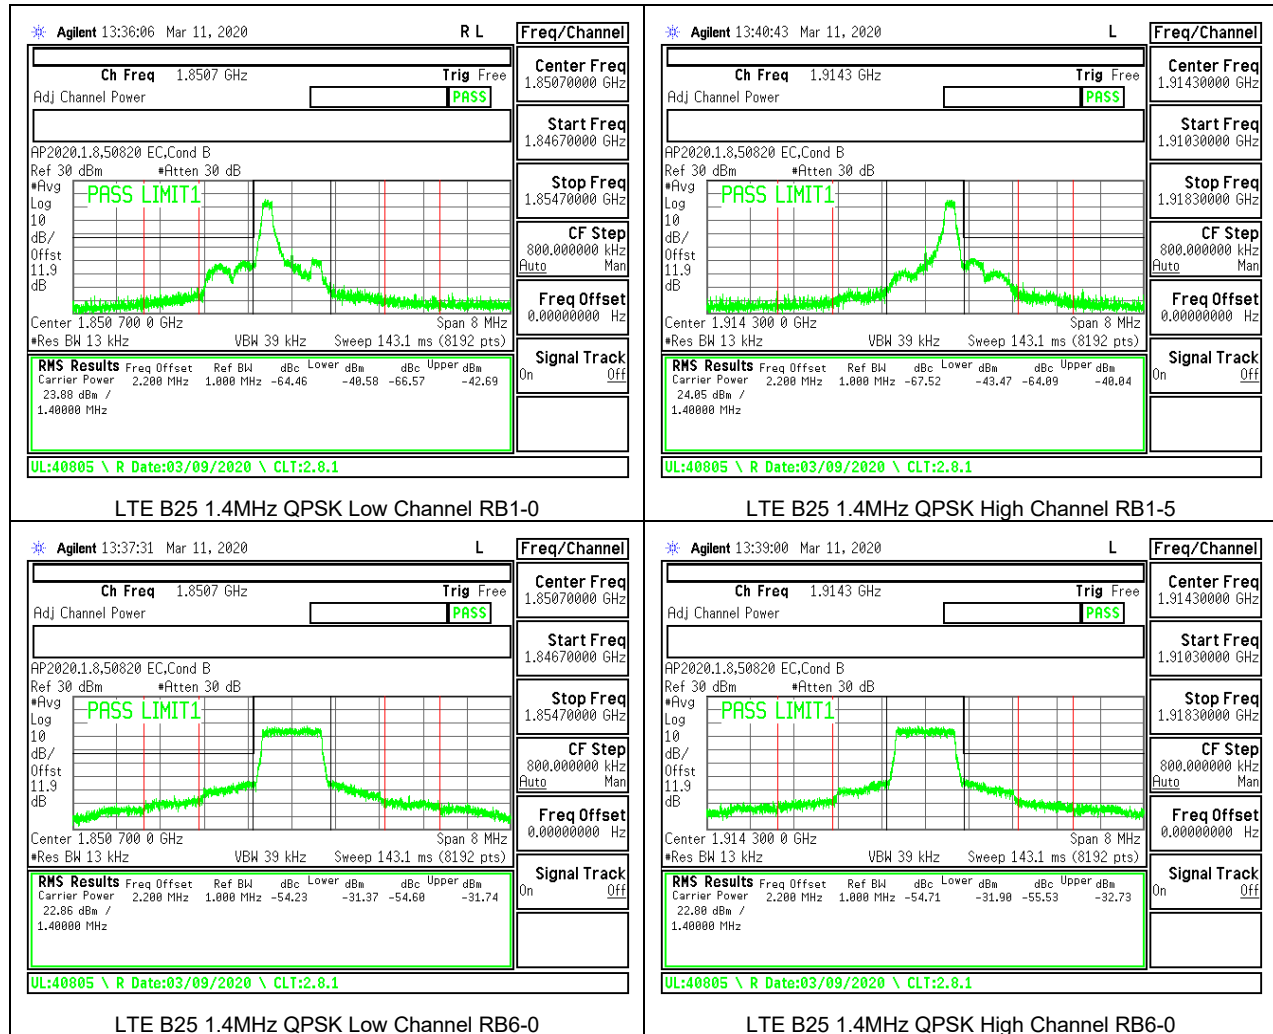 Agilent 13:36:06 Mar 11, 2020 R L
Freq/Channel
Ch Freq 1.8507 GHz Trig Free
Adj Channel Power PASS
AP2020.1.8,50820 EC,Cond B
Ref 30 dBm #Atten 30 dB
#Avg
Log
10
dB/
Offst
11.9
dB
PASS LIMIT1
Center 1.850 700 0 GHz Span 8 MHz
#Res BW 13 kHz VBW 39 kHz Sweep 143.1 ms (8192 pts)
RMS Results Freq Offset Ref BW dBc Lower dBm dBc Upper dBm
Carrier Power 2.200 MHz 1.000 MHz -64.46 -40.58 -66.57 -42.69
23.88 dBm /
1.40000 MHz
UL:40805 \ R Date:03/09/2020 \ CLT:2.8.1
Center Freq
1.85070000 GHz
Start Freq
1.84670000 GHz
Stop Freq
1.85470000 GHz
CF Step
800.000000 kHz
Auto Man
Freq Offset
0.00000000 Hz
Signal Track
On Off
LTE B25 1.4MHz QPSK Low Channel RB1-0
Agilent 13:40:43 Mar 11, 2020 L
Freq/Channel
Ch Freq 1.9143 GHz Trig Free
Adj Channel Power PASS
AP2020.1.8,50820 EC,Cond B
Ref 30 dBm #Atten 30 dB
#Avg
Log
10
dB/
Offst
11.9
dB
PASS LIMIT1
Center 1.914 300 0 GHz Span 8 MHz
#Res BW 13 kHz VBW 39 kHz Sweep 143.1 ms (8192 pts)
RMS Results Freq Offset Ref BW dBc Lower dBm dBc Upper dBm
Carrier Power 2.200 MHz 1.000 MHz -67.52 -43.47 -64.09 -40.04
24.05 dBm /
1.40000 MHz
UL:40805 \ R Date:03/09/2020 \ CLT:2.8.1
Center Freq
1.91430000 GHz
Start Freq
1.91030000 GHz
Stop Freq
1.91830000 GHz
CF Step
800.000000 kHz
Auto Man
Freq Offset
0.00000000 Hz
Signal Track
On Off
LTE B25 1.4MHz QPSK High Channel RB1-5
Agilent 13:37:31 Mar 11, 2020 L
Freq/Channel
Ch Freq 1.8507 GHz Trig Free
Adj Channel Power PASS
AP2020.1.8,50820 EC,Cond B
Ref 30 dBm #Atten 30 dB
#Avg
Log
10
dB/
Offst
11.9
dB
PASS LIMIT1
Center 1.850 700 0 GHz Span 8 MHz
#Res BW 13 kHz VBW 39 kHz Sweep 143.1 ms (8192 pts)
RMS Results Freq Offset Ref BW dBc Lower dBm dBc Upper dBm
Carrier Power 2.200 MHz 1.000 MHz -54.23 -31.37 -54.60 -31.74
22.86 dBm /
1.40000 MHz
UL:40805 \ R Date:03/09/2020 \ CLT:2.8.1
Center Freq
1.85070000 GHz
Start Freq
1.84670000 GHz
Stop Freq
1.85470000 GHz
CF Step
800.000000 kHz
Auto Man
Freq Offset
0.00000000 Hz
Signal Track
On Off
LTE B25 1.4MHz QPSK Low Channel RB6-0
Agilent 13:39:00 Mar 11, 2020 L
Freq/Channel
Ch Freq 1.9143 GHz Trig Free
Adj Channel Power PASS
AP2020.1.8,50820 EC,Cond B
Ref 30 dBm #Atten 30 dB
#Avg
Log
10
dB/
Offst
11.9
dB
PASS LIMIT1
Center 1.914 300 0 GHz Span 8 MHz
#Res BW 13 kHz VBW 39 kHz Sweep 143.1 ms (8192 pts)
RMS Results Freq Offset Ref BW dBc Lower dBm dBc Upper dBm
Carrier Power 2.200 MHz 1.000 MHz -54.71 -31.90 -55.53 -32.73
22.80 dBm /
1.40000 MHz
UL:40805 \ R Date:03/09/2020 \ CLT:2.8.1
Center Freq
1.91430000 GHz
Start Freq
1.91030000 GHz
Stop Freq
1.91830000 GHz
CF Step
800.000000 kHz
Auto Man
Freq Offset
0.00000000 Hz
Signal Track
On Off
LTE B25 1.4MHz QPSK High Channel RB6-0